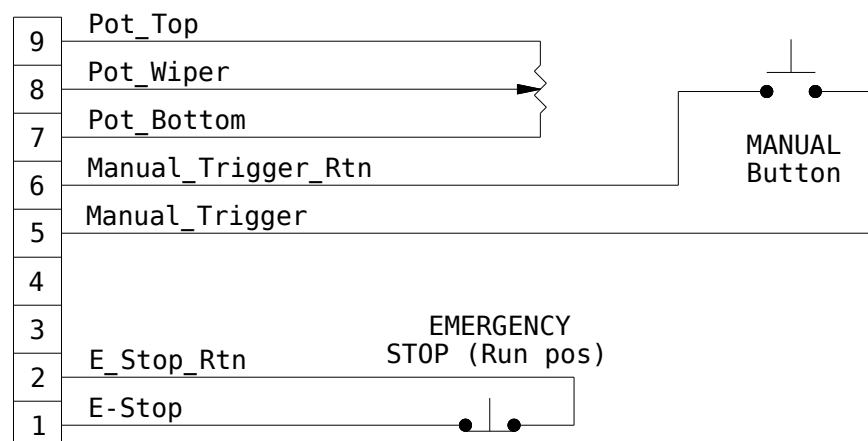 9 Pot_Top
8 Pot_Wiper
7 Pot_Bottom
MANUAL
Button
6 Manual_Trigger_Rtn
5 Manual_Trigger
4
3
EMERGENCY
STOP (Run pos)
2 E_Stop_Rtn
1 E-Stop